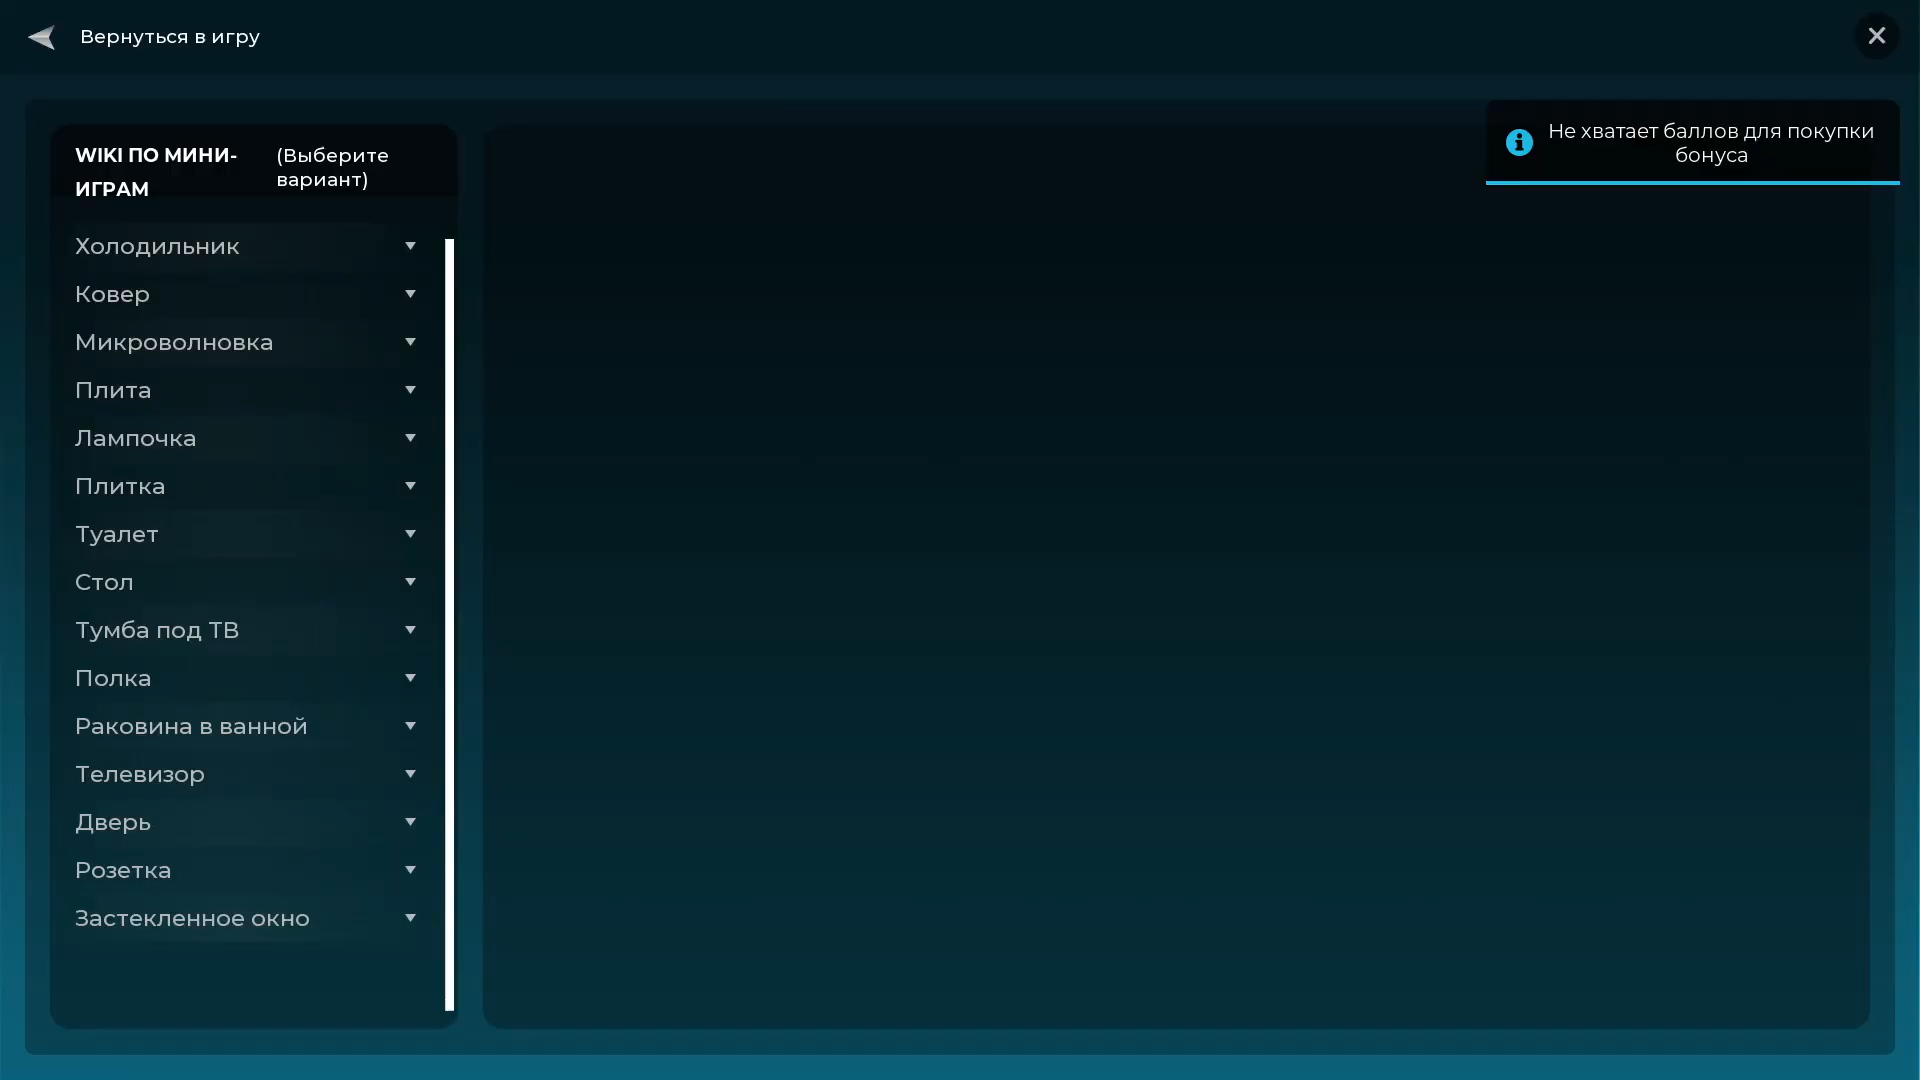 Вернуться в игру
Не хватает баллов для покупки
бонуса
WIKI ПО МИНИ-
ИГРАМ
(Выберите
вариант)
Холодильник
Ковер
Микроволновка
Плита
Лампочка
Плитка
Туалет
Стол
Тумба под ТВ
Полка
Раковина в ванной
Телевизор
Дверь
Розетка
Застекленное окно